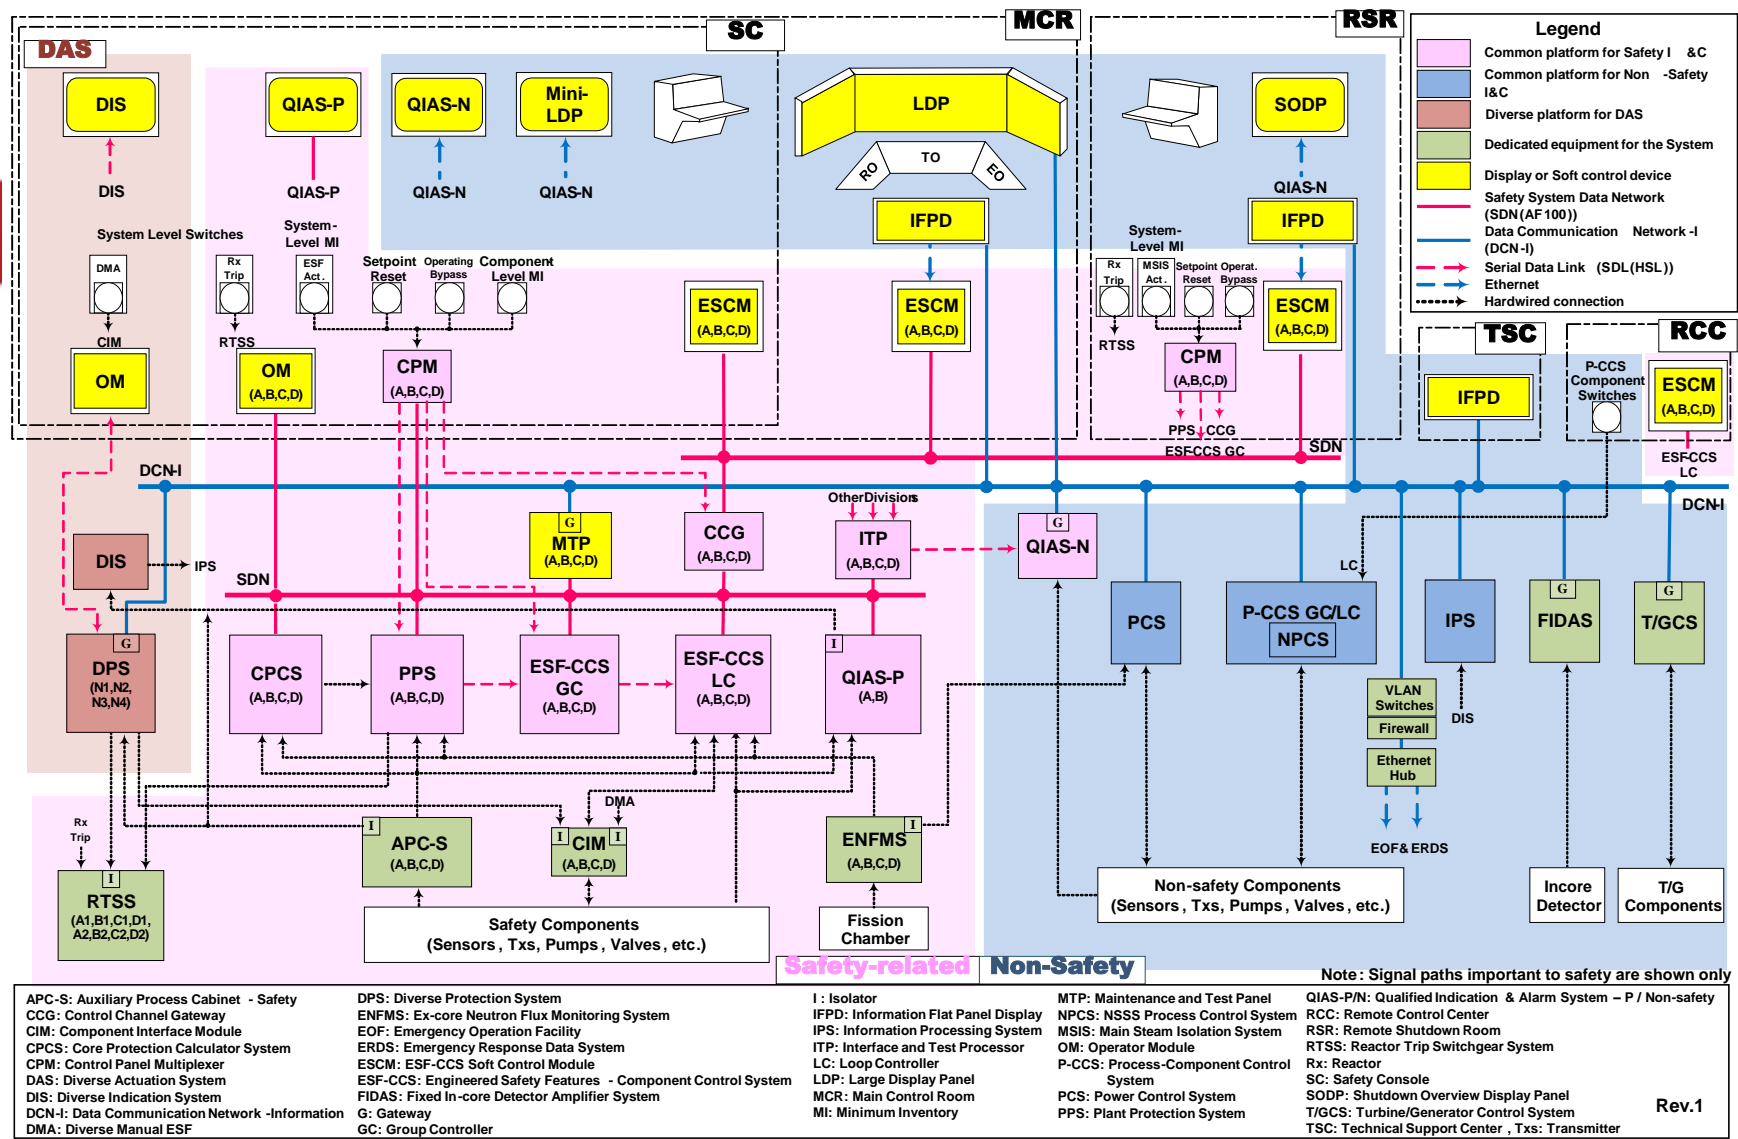 SC
MCR
RSR
DAS
DIS
QIAS-P
QIAS-N
Mini-
LDP
LDP
SODP
RO
TO
EO
DIS
QIAS-P
QIAS-N
QIAS-N
QIAS-N
IFPD
IFPD
Legend
Common platform for Safety I &C
Common platform for Non -Safety
I&C
Diverse platform for DAS
Dedicated equipment for the System
Display or Soft control device
Safety System Data Network
(SDN(AF100))
Data Communication Network -I
(DCN-I)
Serial Data Link (SDL(HSL))
Ethernet
Hardwired connection
System Level Switches
System-
Level MI
DMA
Rx
Trip
ESF
Act.
Setpoint
Reset
Operating
Bypass
Component-
Level MI
CIM
RTSS
OM
OM
(A,B,C,D)
CPM
(A,B,C,D)
ESCM
(A,B,C,D)
ESCM
(A,B,C,D)
System-
Level MI
Rx
Trip
MSIS
Act.
Setpoint
Reset
Operat.
Bypass
RTSS
CPM
(A,B,C,D)
ESCM
(A,B,C,D)
PPS
CCG
ESF-CCS GC
TSC
IFPD
RCC
P-CCS
Component
Switches
ESCM
(A,B,C,D)
ESF-CCS
LC
SDN
DCN-I
DCN-I
Other Divisions
G
MTP
(A,B,C,D)
CCG
(A,B,C,D)
ITP
(A,B,C,D)
G
QIAS-N
DIS
IPS
SDN
LC
G
DPS
(N1,N2,
N3,N4)
CPCS
(A,B,C,D)
PPS
(A,B,C,D)
ESF-CCS
GC
(A,B,C,D)
ESF-CCS
LC
(A,B,C,D)
I
QIAS-P
(A,B)
PCS
P-CCS GC/LC
NPCS
IPS
G
FIDAS
G
T/GCS
VLAN
Switches
Firewall
Ethernet
Hub
DIS
EOF & ERDS
Rx
Trip
I
RTSS
(A1,B1,C1,D1,
A2,B2,C2,D2)
I
APC-S
(A,B,C,D)
DMA
I
I
CIM
(A,B,C,D)
I
ENFMS
(A,B,C,D)
Safety Components
(Sensors, Txs, Pumps, Valves, etc.)
Fission
Chamber
Non-safety Components
(Sensors, Txs, Pumps, Valves, etc.)
Incore
Detector
T/G
Components
Safety-related
Non-Safety
Note: Signal paths important to safety are shown only
APC-S: Auxiliary Process Cabinet - Safety
CCG: Control Channel Gateway
CIM: Component Interface Module
CPCS: Core Protection Calculator System
CPM: Control Panel Multiplexer
DAS: Diverse Actuation System
DIS: Diverse Indication System
DCN-I: Data Communication Network -Information
DMA: Diverse Manual ESF
DPS: Diverse Protection System
ENFMS: Ex-core Neutron Flux Monitoring System
EOF: Emergency Operation Facility
ERDS: Emergency Response Data System
ESCM: ESF-CCS Soft Control Module
ESF-CCS: Engineered Safety Features - Component Control System
FIDAS: Fixed In-core Detector Amplifier System
G: Gateway
GC: Group Controller
I : Isolator
IFPD: Information Flat Panel Display
IPS: Information Processing System
ITP: Interface and Test Processor
LC: Loop Controller
LDP: Large Display Panel
MCR: Main Control Room
MI: Minimum Inventory
MTP: Maintenance and Test Panel
NPCS: NSSS Process Control System
MSIS: Main Steam Isolation System
OM: Operator Module
P-CCS: Process-Component Control
System
PCS: Power Control System
PPS: Plant Protection System
QIAS-P/N: Qualified Indication & Alarm System – P / Non-safety
RCC: Remote Control Center
RSR: Remote Shutdown Room
RTSS: Reactor Trip Switchgear System
Rx: Reactor
SC: Safety Console
SODP: Shutdown Overview Display Panel
T/GCS: Turbine/Generator Control System
TSC: Technical Support Center , Txs: Transmitter
Rev.1